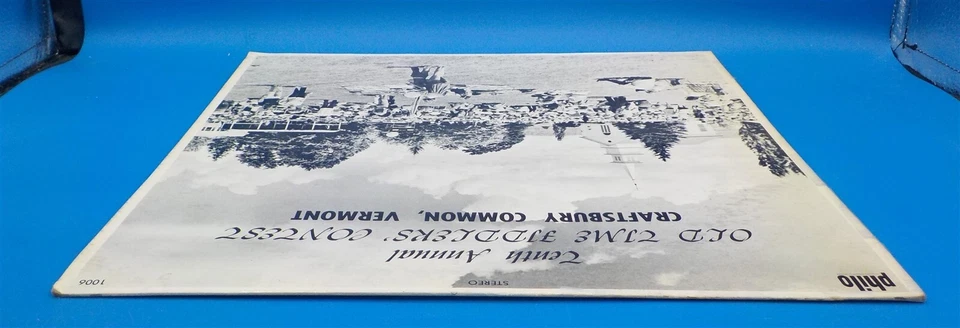 philo
STEREO
1006
Tenth Annual
OLD TIME FIDDLERS' CONTEST
CRAFTSBURY COMMON, VERMONT